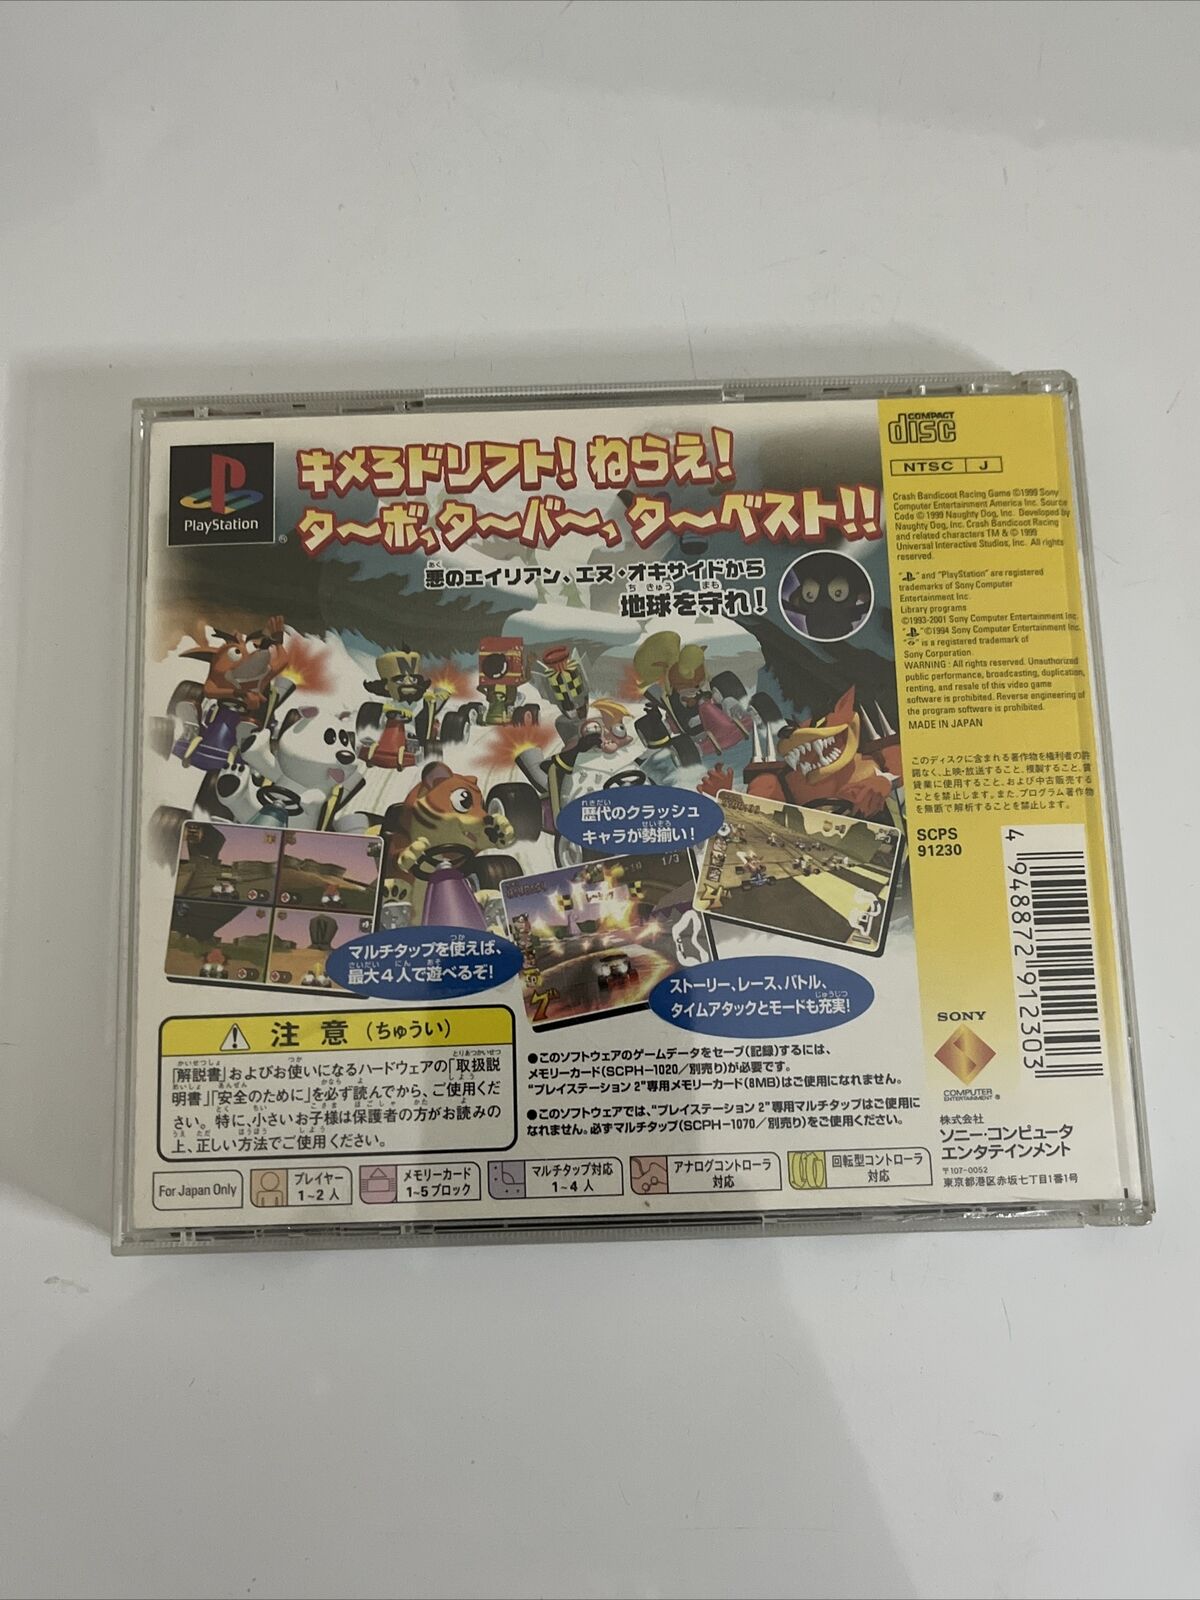 PlayStation
キメろドリフト！ねらえ！
ターボ、ターバー、ターベスト！！
悪のエイリアン、エヌ・オキサイドから
地球を守れ！
歴代のクラッシュ
キャラが勢揃い！
マルチタップを使えば、
最大4人で遊べるぞ！
1/3
ストーリー、レース、バトル、
タイムアタックとモードも充実！
注意（ちゅうい）
「解説書」およびお使いになるハードウェアの「取扱説
明書」「安全のために」を必ず読んでから、ご使用くだ
さい。特に、小さいお子様は保護者の方がお読みの
上、正しい方法でご使用ください。
●このソフトウェアのゲームデータをセーブ（記録）するには、
メモリーカード（SCPH-1020／別売り）が必要です。
"プレイステーション 2"専用メモリーカード（8MB）はご使用になれません。
●このソフトウェアでは、"プレイステーション 2"専用マルチタップはご使用に
なれません。必ずマルチタップ（SCPH-1070／別売り）をご使用ください。
For Japan Only
プレイヤー
1～2人
メモリーカード
1～5ブロック
マルチタップ対応
1～4人
アナログコントローラ
対応
回転型コントローラ
対応
COMPACT
disc
NTSC J
Crash Bandicoot Racing Game ©1999 Sony
Computer Entertainment America Inc. Source
Code © 1999 Naughty Dog, Inc. Developed by
Naughty Dog, Inc. Crash Bandicoot Racing
and related characters TM & © 1999
Universal Interactive Studios, Inc. All rights
reserved.
" " and "PlayStation" are registered
trademarks of Sony Computer
Entertainment Inc.
Library programs
©1993-2001 Sony Computer Entertainment Inc.
" "©1994 Sony Computer Entertainment Inc.
" " is a registered trademark of
Sony Corporation.
WARNING : All rights reserved. Unauthorized
public performance, broadcasting, duplication,
renting, and resale of this video game
software is prohibited. Reverse engineering of
the program software is prohibited.
MADE IN JAPAN
このディスクに含まれる著作物を権利者の許
諾なく、上映・放送すること、複製すること、賃
貸業に使用すること、および中古販売する
ことを禁止します。また、プログラム著作物
を無断で解析することを禁止します。
SCPS
91230
4 948872 912303
SONY
COMPUTER
ENTERTAINMENT ®
株式会社
ソニー・コンピュータ
エンタテインメント
〒107-0052
東京都港区赤坂七丁目1番1号